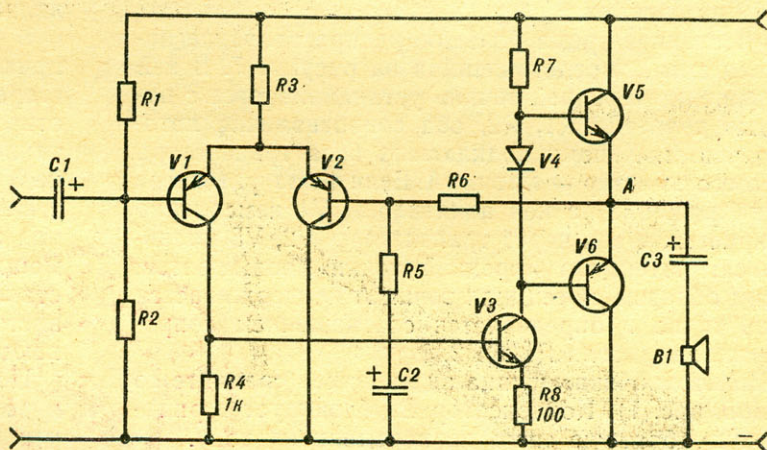 R1
R3
R7
V5
C1
+
V1
V2
V4
R6
A
R2
R5
V6
+
C3
V3
B1
R4
1к
+
C2
R8
100
−